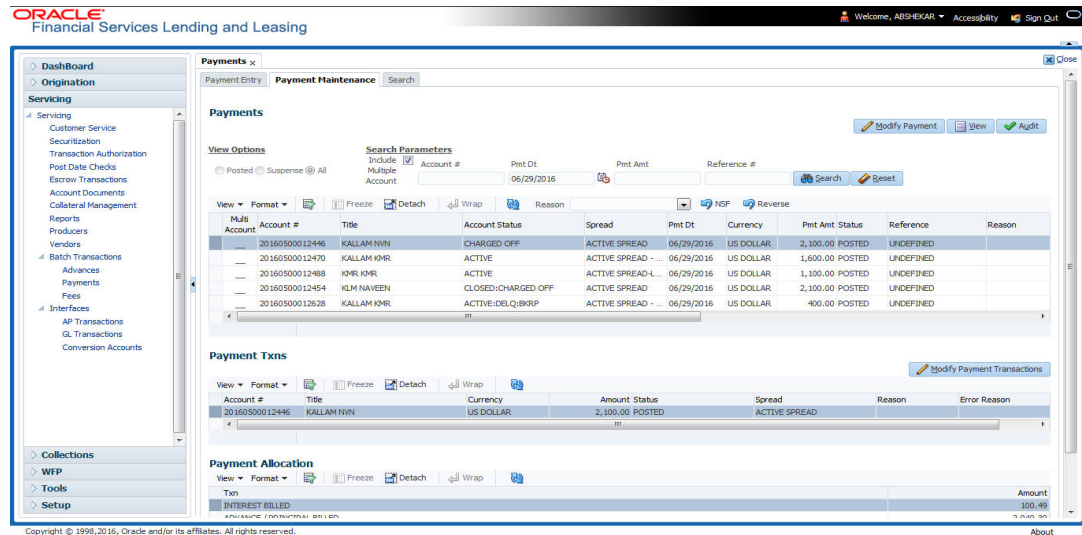 ORACLE
Financial Services Lending and Leasing
Welcome, ABSHEKAR Accessibility Sign Out
Close
DashBoard
Origination
Servicing
Servicing
Customer Service
Securitization
Transaction Authorization
Post Date Checks
Escrow Transactions
Account Documents
Collateral Management
Reports
Producers
Vendors
Batch Transactions
Advances
Payments
Fees
Interfaces
AP Transactions
GL Transactions
Conversion Accounts
Collections
WFP
Tools
Setup
Payments x
Payment Entry Payment Maintenance Search
Payments
Modify Payment View Audit
View Options Search Parameters
Posted Suspense All
Include Multiple Account
Account # Pmt Dt Pmt Amt Reference #
06/29/2016
Search Reset
View Format Freeze Detach Wrap Reason NSF Reverse
Multi Account Account # Title Account Status Spread Pmt Dt Currency Pmt Amt Status Reference Reason
20160500012446 KALLAM NVN CHARGED OFF ACTIVE SPREAD 06/29/2016 US DOLLAR 2,100.00 POSTED UNDEFINED
20160500012470 KALLAM KMR ACTIVE ACTIVE SPREAD - ... 06/29/2016 US DOLLAR 1,600.00 POSTED UNDEFINED
20160500012488 KMR KMR ACTIVE ACTIVE SPREAD-L... 06/29/2016 US DOLLAR 1,100.00 POSTED UNDEFINED
20160500012454 KLM NAVEEN CLOSED:CHARGED OFF ACTIVE SPREAD 06/29/2016 US DOLLAR 2,100.00 POSTED UNDEFINED
20160500012628 KALLAM KMR ACTIVE:DELQ:BKRP ACTIVE SPREAD - ... 06/29/2016 US DOLLAR 400.00 POSTED UNDEFINED
Payment Txns
Modify Payment Transactions
View Format Freeze Detach Wrap
Account # Title Currency Amount Status Spread Reason Error Reason
20160500012446 KALLAM NVN US DOLLAR 2,100.00 POSTED ACTIVE SPREAD
Payment Allocation
View Format Freeze Detach Wrap
Txn Amount
INTEREST BILLED 100.49
ADVANCE / PRINCIPAL BILLED
Copyright © 1998,2016, Oracle and/or its affiliates. All rights reserved.
About